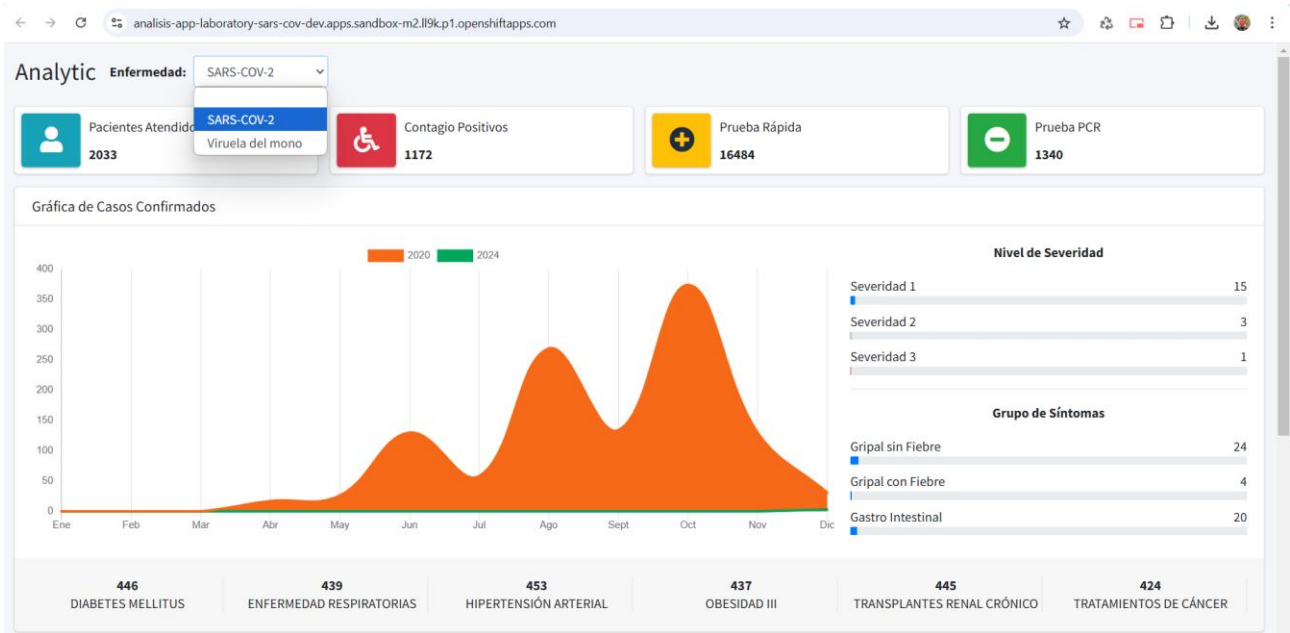 analisis-app-laboratory-sars-cov-dev.apps.sandbox-m2.ll9k.p1.openshiftapps.com
Analytic Enfermedad: SARS-COV-2
SARS-COV-2
Viruela del mono
Pacientes Atendido
2033
Contagio Positivos
1172
Prueba Rápida
16484
Prueba PCR
1340
Gráfica de Casos Confirmados
2020 2024
400
350
300
250
200
150
100
50
0
Ene Feb Mar Abr May Jun Jul Ago Sept Oct Nov Dic
Nivel de Severidad
Severidad 1 15
Severidad 2 3
Severidad 3 1
Grupo de Síntomas
Gripal sin Fiebre 24
Gripal con Fiebre 4
Gastro Intestinal 20
446 439 453 437 445 424
DIABETES MELLITUS ENFERMEDAD RESPIRATORIAS HIPERTENSIÓN ARTERIAL OBESIDAD III TRANSPLANTES RENAL CRÓNICO TRATAMIENTOS DE CÁNCER